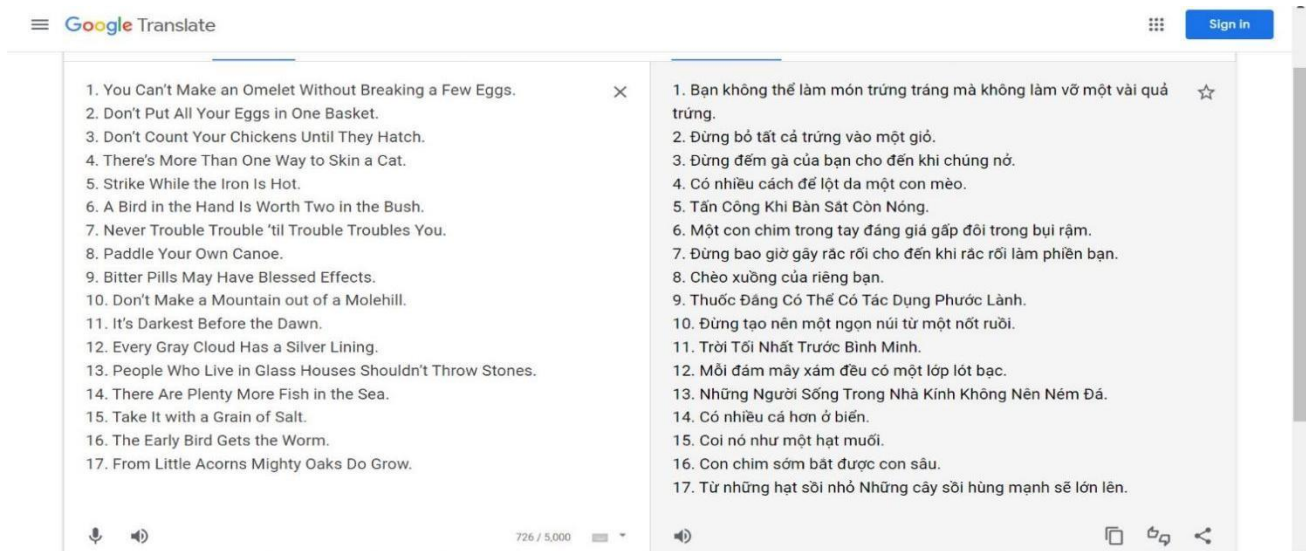 Google Translate
Sign in
1. You Can't Make an Omelet Without Breaking a Few Eggs.
2. Don't Put All Your Eggs in One Basket.
3. Don't Count Your Chickens Until They Hatch.
4. There's More Than One Way to Skin a Cat.
5. Strike While the Iron Is Hot.
6. A Bird in the Hand Is Worth Two in the Bush.
7. Never Trouble Trouble 'til Trouble Troubles You.
8. Paddle Your Own Canoe.
9. Bitter Pills May Have Blessed Effects.
10. Don't Make a Mountain out of a Molehill.
11. It's Darkest Before the Dawn.
12. Every Gray Cloud Has a Silver Lining.
13. People Who Live in Glass Houses Shouldn't Throw Stones.
14. There Are Plenty More Fish in the Sea.
15. Take It with a Grain of Salt.
16. The Early Bird Gets the Worm.
17. From Little Acorns Mighty Oaks Do Grow.
726 / 5,000
1. Bạn không thể làm món trứng tráng mà không làm vỡ một vài quả
trứng.
2. Đừng bỏ tất cả trứng vào một giỏ.
3. Đừng đếm gà của bạn cho đến khi chúng nở.
4. Có nhiều cách để lột da một con mèo.
5. Tấn Công Khi Bàn Sắt Còn Nóng.
6. Một con chim trong tay đáng giá gấp đôi trong bụi rậm.
7. Đừng bao giờ gây rắc rối cho đến khi rắc rối làm phiền bạn.
8. Chèo xuồng của riêng bạn.
9. Thuốc Đắng Có Thể Có Tác Dụng Phước Lành.
10. Đừng tạo nên một ngọn núi từ một nốt ruồi.
11. Trời Tối Nhất Trước Bình Minh.
12. Mỗi đám mây xám đều có một lớp lót bạc.
13. Những Người Sống Trong Nhà Kính Không Nên Ném Đá.
14. Có nhiều cá hơn ở biển.
15. Coi nó như một hạt muối.
16. Con chim sớm bắt được con sâu.
17. Từ những hạt sồi nhỏ Những cây sồi hùng mạnh sẽ lớn lên.